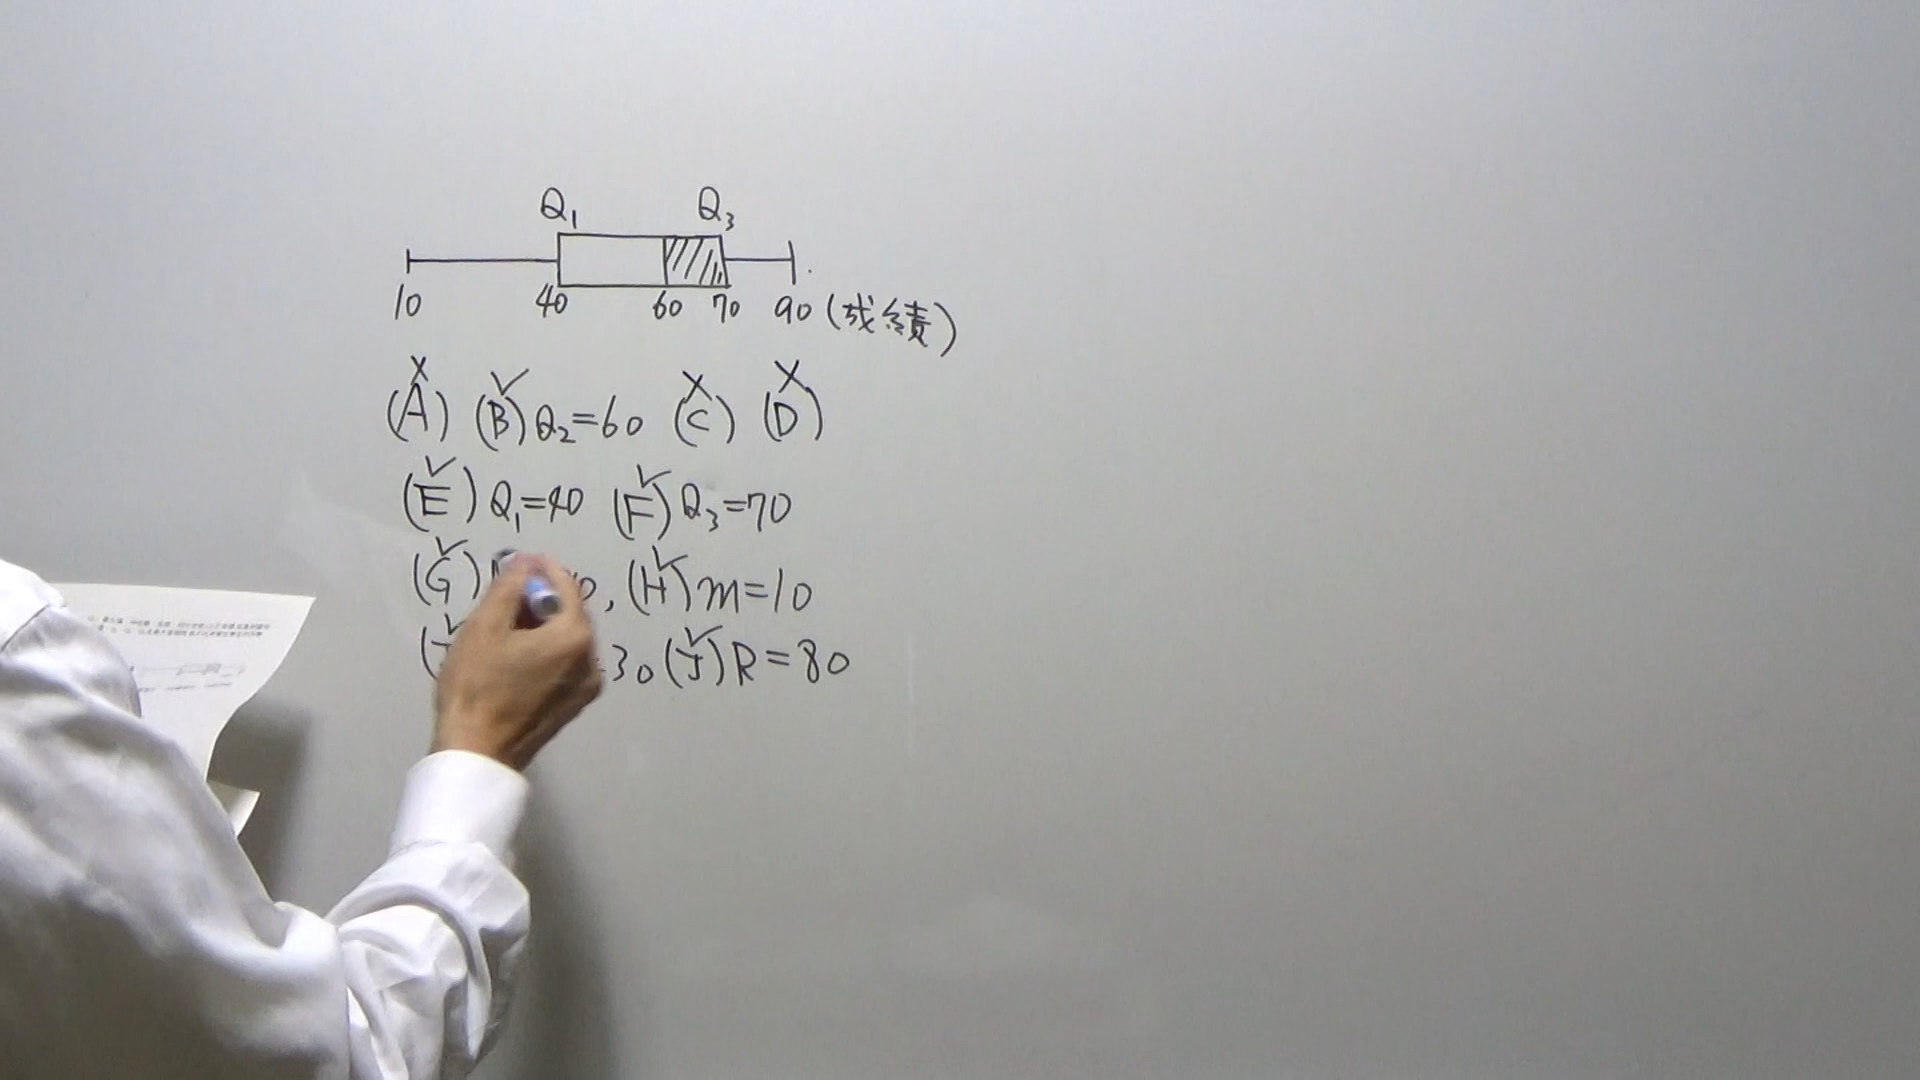 Q₁ Q₃
10 40 60 70 90 (成績)
(A) (B) Q₂=60 (C) (D)
(E) Q₁=40 (F) Q₃=70
(G) , (H) m=10
30 (J) R=80